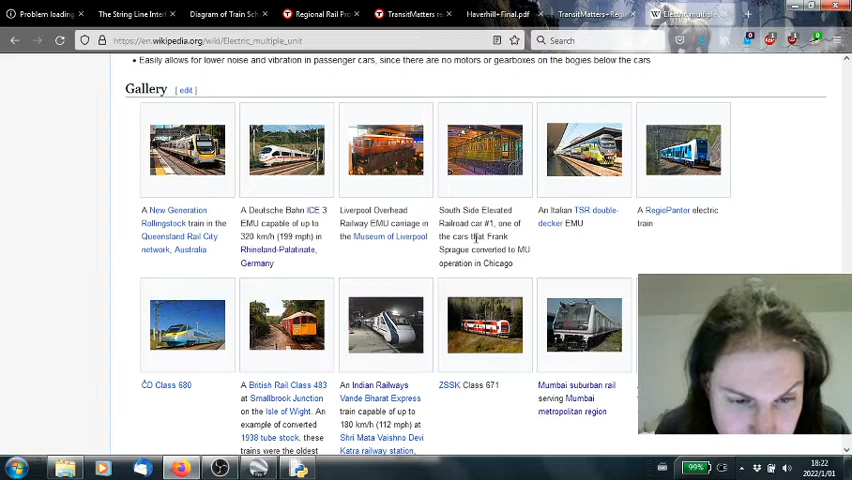 Problem loading
The String Line Inter
Diagram of Train Sch
Regional Rail Pro
TransitMatters re
Haverhill+Final.pdf
TransitMatters+Regi
Electric multiple
https://en.wikipedia.org/wiki/Electric_multiple_unit
Search
Easily allows for lower noise and vibration in passenger cars, since there are no motors or gearboxes on the bogies below the cars
Gallery [ edit ]
A New Generation
Rollingstock train in the
Queensland Rail City
network, Australia
A Deutsche Bahn ICE 3
EMU capable of up to
320 km/h (199 mph) in
Rhineland-Palatinate,
Germany
Liverpool Overhead
Railway EMU carriage in
the Museum of Liverpool
South Side Elevated
Railroad car #1, one of
the cars that Frank
Sprague converted to MU
operation in Chicago
An Italian TSR double-
decker EMU
A RegioPanter electric
train
ČD Class 680
A British Rail Class 483
at Smallbrook Junction
on the Isle of Wight. An
example of converted
1938 tube stock, these
trains were the oldest
An Indian Railways
Vande Bharat Express
train capable of up to
180 km/h (112 mph) at
Shri Mata Vaishno Devi
Katra railway station,
ZSSK Class 671
Mumbai suburban rail
serving Mumbai
metropolitan region
99%
18:22
2022/1/01